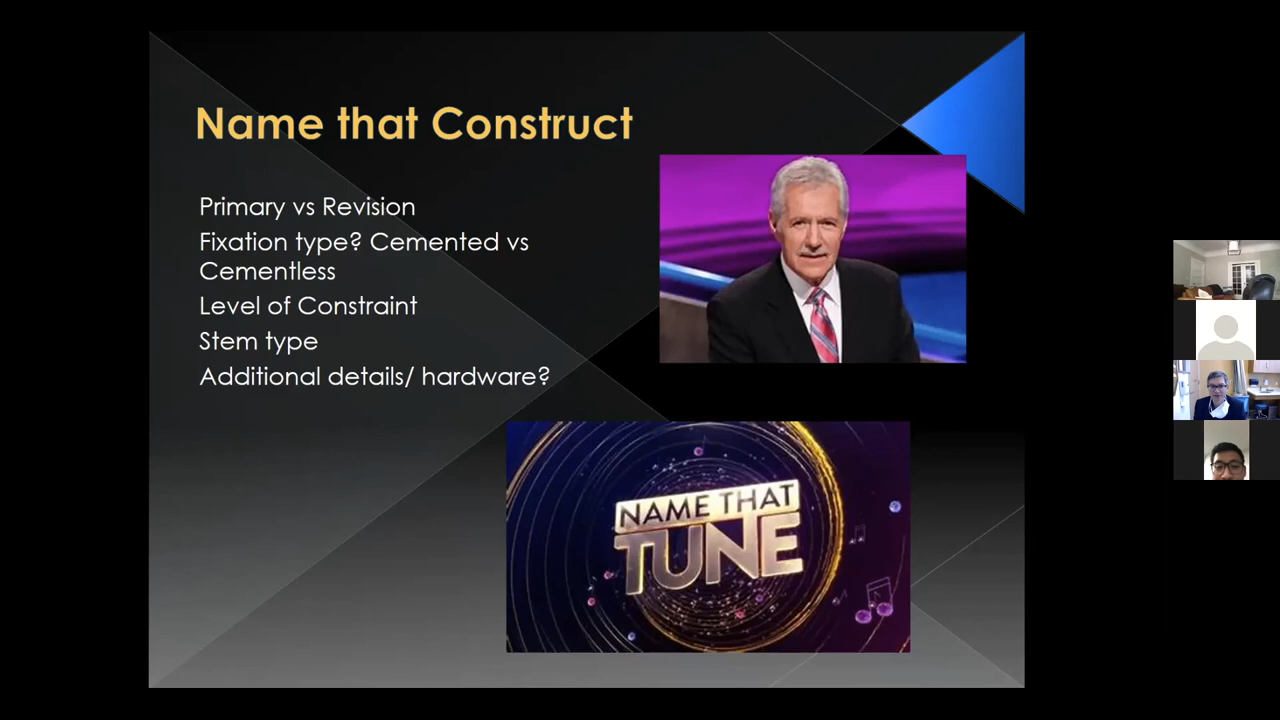 Name that Construct
Primary vs Revision
Fixation type? Cemented vs
Cementless
Level of Constraint
Stem type
Additional details/ hardware?
NAME THAT
TUNE